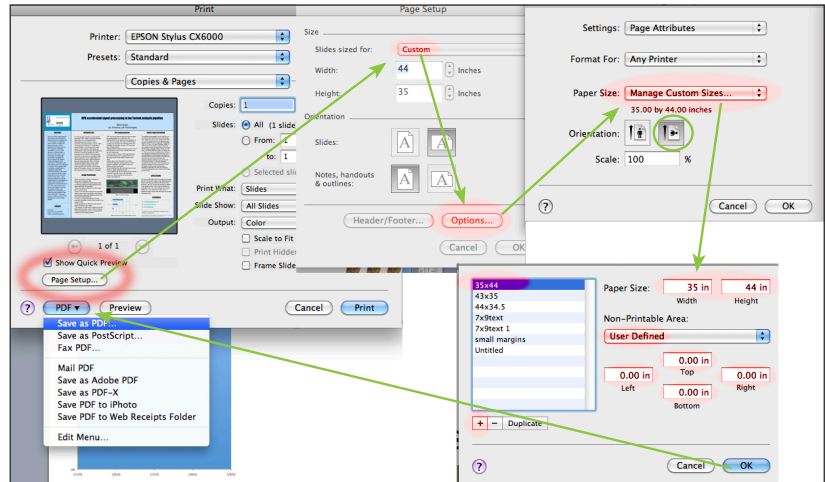 Print
Printer: EPSON Stylus CX6000
Presets: Standard
Copies & Pages
Copies: 1
Slides: All (1 slide
From: 1
to: 1
Selected sli
Print What: Slides
Slide Show: All Slides
Output: Color
Scale to Fit
Print Hidden
Frame Slide
1 of 1
Show Quick Preview
Page Setup...
? PDF▼ Preview Cancel Print
Save as PDF...
Save as PostScript...
Fax PDF...
Mail PDF
Save as Adobe PDF
Save as PDF-X
Save PDF to iPhoto
Save PDF to Web Receipts Folder
Edit Menu...
Page Setup
Size
Slides sized for: Custom
Width: 44 Inches
Height: 35 Inches
Orientation
Slides: A A
Notes, handouts
& outlines: A A
Header/Footer... Options...
Cancel OK
Settings: Page Attributes
Format For: Any Printer
Paper Size: Manage Custom Sizes...
35.00 by 44.00 inches
Orientation:
Scale: 100 %
? Cancel OK
35x44
43x35
44x34.5
7x9text
7x9text 1
small margins
Untitled
+ − Duplicate
Paper Size: 35 in 44 in
Width Height
Non-Printable Area:
User Defined
0.00 in
Top
0.00 in 0.00 in
Left Right
0.00 in
Bottom
? Cancel OK